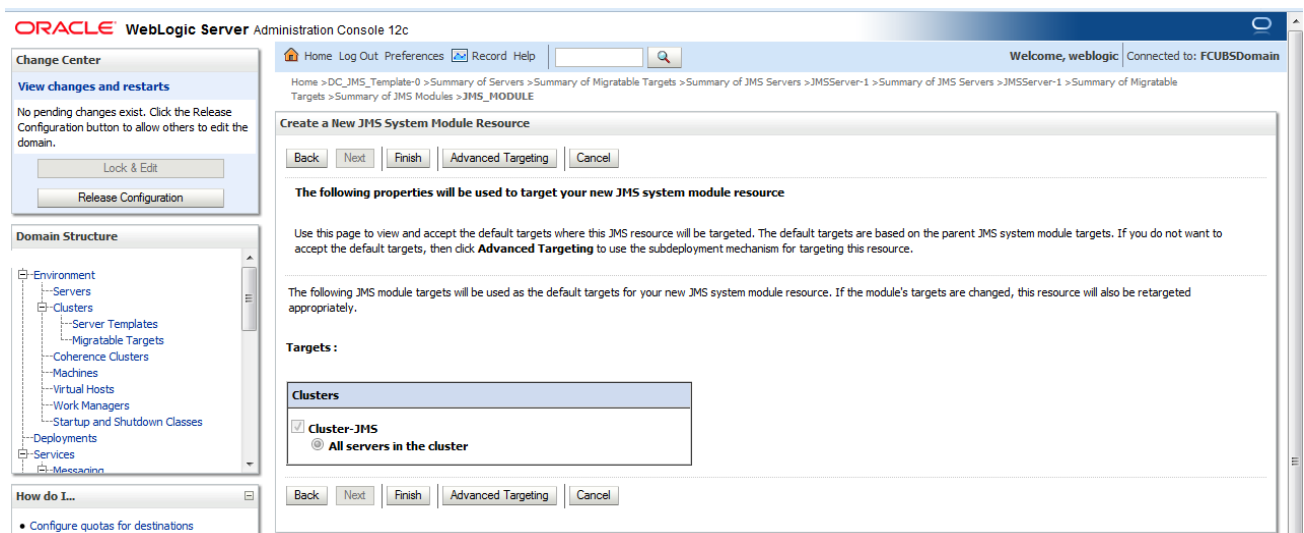 ORACLE WebLogic Server Administration Console 12c
Change Center
View changes and restarts
No pending changes exist. Click the Release
Configuration button to allow others to edit the
domain.
Lock & Edit
Release Configuration
Domain Structure
Environment
Servers
Clusters
Server Templates
Migratable Targets
Coherence Clusters
Machines
Virtual Hosts
Work Managers
Startup and Shutdown Classes
Deployments
Services
Messaging
How do I...
Configure quotas for destinations
Home Log Out Preferences Record Help
Welcome, weblogic Connected to: FCUBSDomain
Home >DC_JMS_Template-0 >Summary of Servers >Summary of Migratable Targets >Summary of JMS Servers >JMSServer-1 >Summary of JMS Servers >JMSServer-1 >Summary of Migratable
Targets >Summary of JMS Modules >JMS_MODULE
Create a New JMS System Module Resource
Back Next Finish Advanced Targeting Cancel
The following properties will be used to target your new JMS system module resource
Use this page to view and accept the default targets where this JMS resource will be targeted. The default targets are based on the parent JMS system module targets. If you do not want to
accept the default targets, then click Advanced Targeting to use the subdeployment mechanism for targeting this resource.
The following JMS module targets will be used as the default targets for your new JMS system module resource. If the module's targets are changed, this resource will also be retargeted
appropriately.
Targets :
Clusters
Cluster-JMS
All servers in the cluster
Back Next Finish Advanced Targeting Cancel